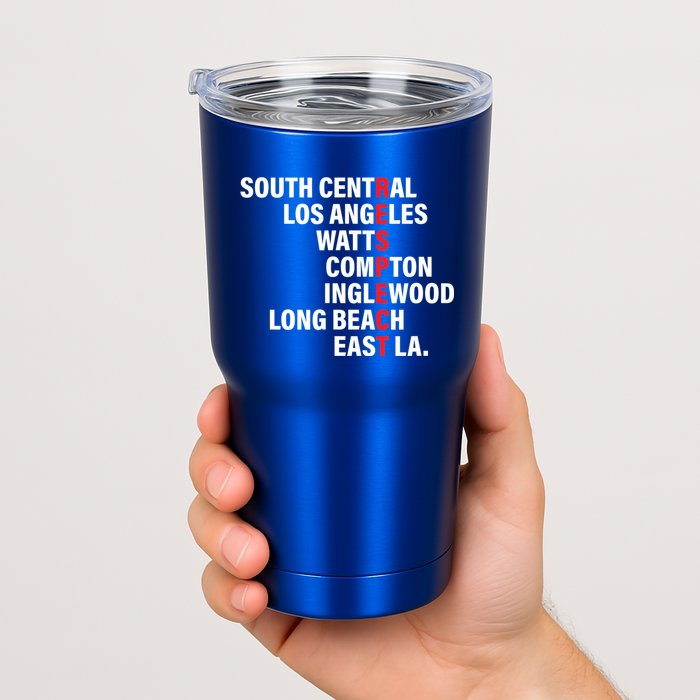 SOUTH CENTRAL
LOS ANGELES
WATTS
COMPTON
INGLEWOOD
LONG BEACH
EAST LA.